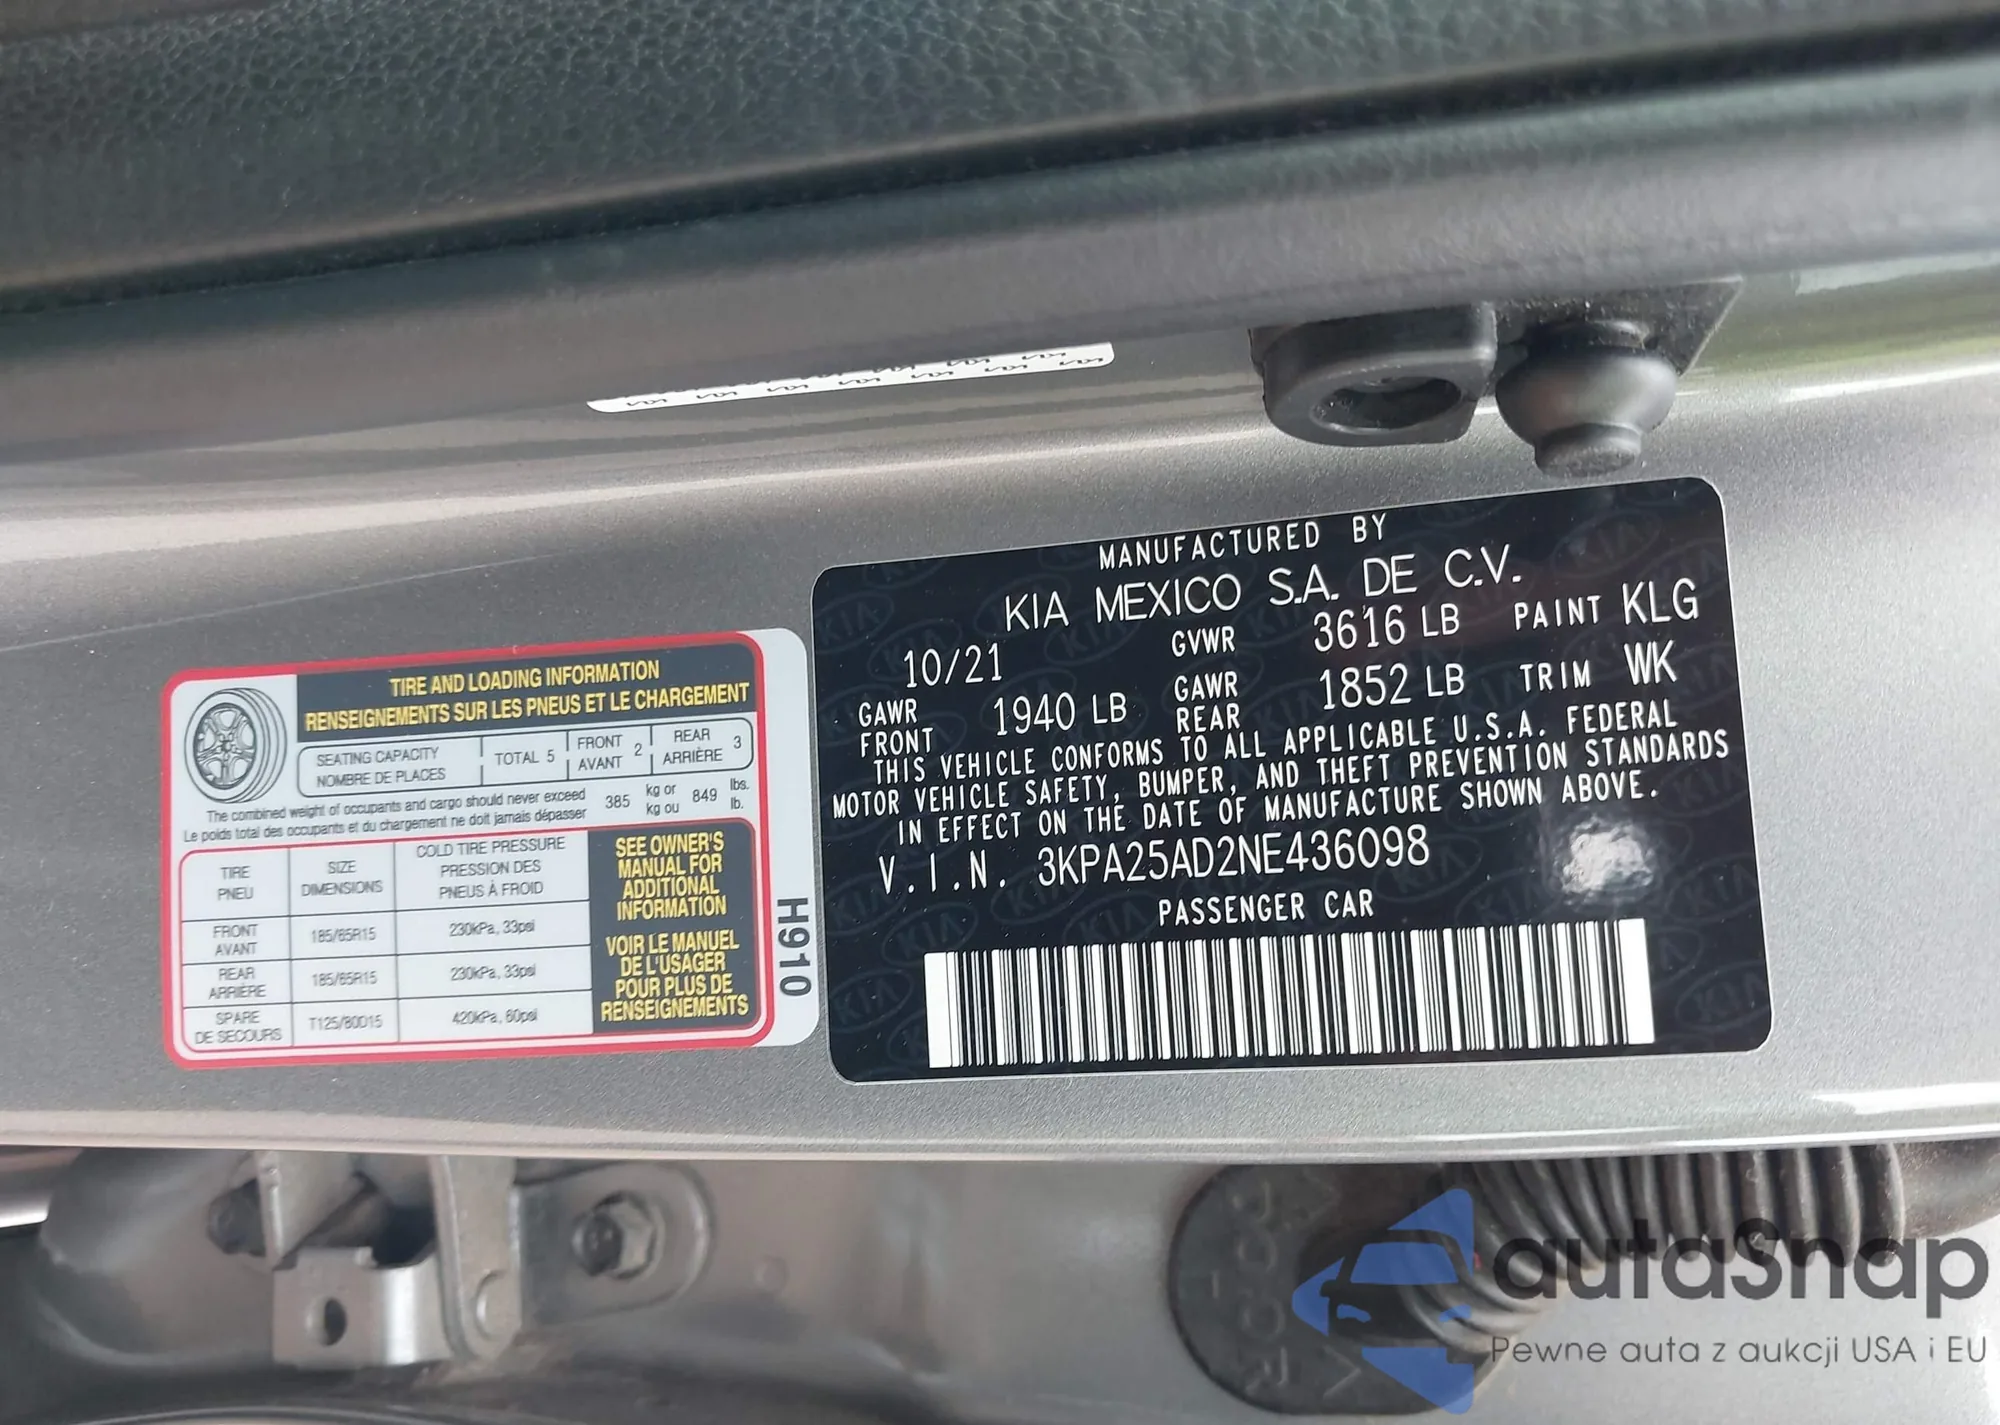 MANUFACTURED BY
KIA MEXICO S.A. DE C.V.
10/21 GVWR 3616 LB PAINT KLG
GAWR FRONT 1940 LB GAWR REAR 1852 LB TRIM WK
THIS VEHICLE CONFORMS TO ALL APPLICABLE U.S.A. FEDERAL
MOTOR VEHICLE SAFETY, BUMPER, AND THEFT PREVENTION STANDARDS
IN EFFECT ON THE DATE OF MANUFACTURE SHOWN ABOVE.
V.I.N. 3KPA25AD2NE436098
PASSENGER CAR
TIRE AND LOADING INFORMATION
RENSEIGNEMENTS SUR LES PNEUS ET LE CHARGEMENT
SEATING CAPACITY
NOMBRE DE PLACES
TOTAL 5
FRONT
AVANT
2
REAR
ARRIÈRE
3
The combined weight of occupants and cargo should never exceed
Le poids total des occupants et du chargement ne doit jamais dépasser
385
kg or
kg ou
849
lbs.
lb.
TIRE
PNEU
SIZE
DIMENSIONS
COLD TIRE PRESSURE
PRESSION DES
PNEUS À FROID
FRONT
AVANT
185/65R15
230kPa, 33psi
REAR
ARRIÈRE
185/65R15
230kPa, 33psi
SPARE
DE SECOURS
T125/80D15
420kPa, 60psi
SEE OWNER'S
MANUAL FOR
ADDITIONAL
INFORMATION
VOIR LE MANUEL
DE L'USAGER
POUR PLUS DE
RENSEIGNEMENTS
H910
autaSnap
Pewne auta z aukcji USA i EU